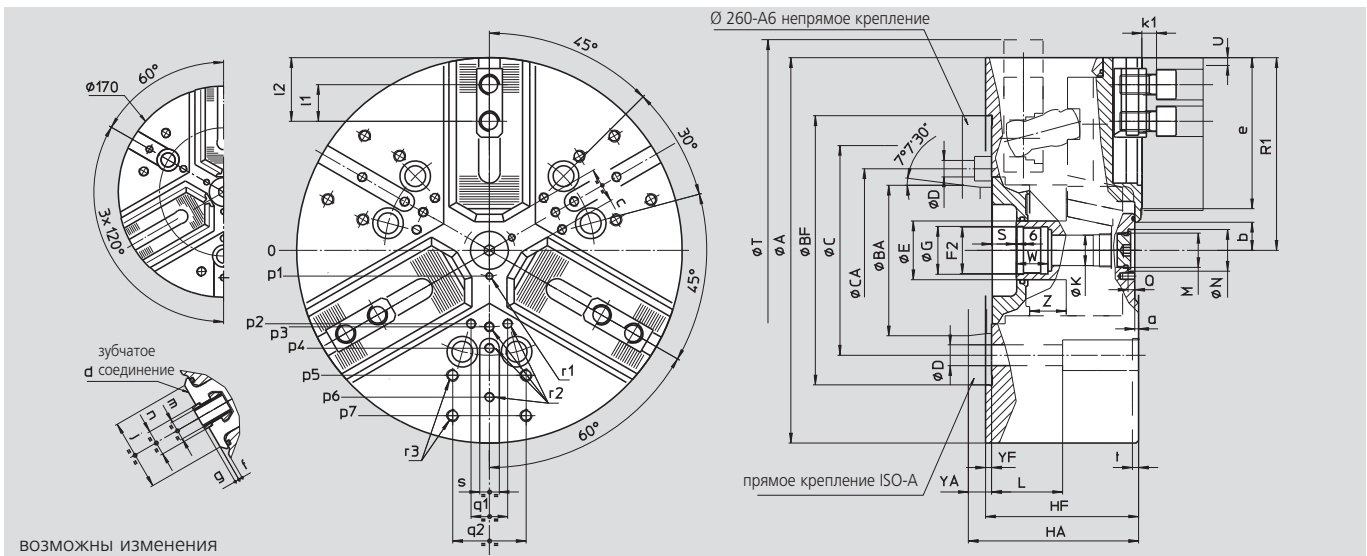 Ø170
60°
3x120°
зубчатое
соединение
d
j
n
m
g
f
l2
l1
45°
30°
45°
60°
c
0
p1
p2
p3
p4
p5
p6
p7
r1
r2
r3
s
q1
q2
Ø 260-A6 непрямое крепление
7°7'30"
k1
U
e
R1
b
øT
øA
øBF
øC
øCA
øBA
øD
øE
øG
F2
S
6
W
Z
øK
O
M
øN
a
øD
YF
YA
L
t
HF
HA
прямое крепление ISO-A
возможны изменения